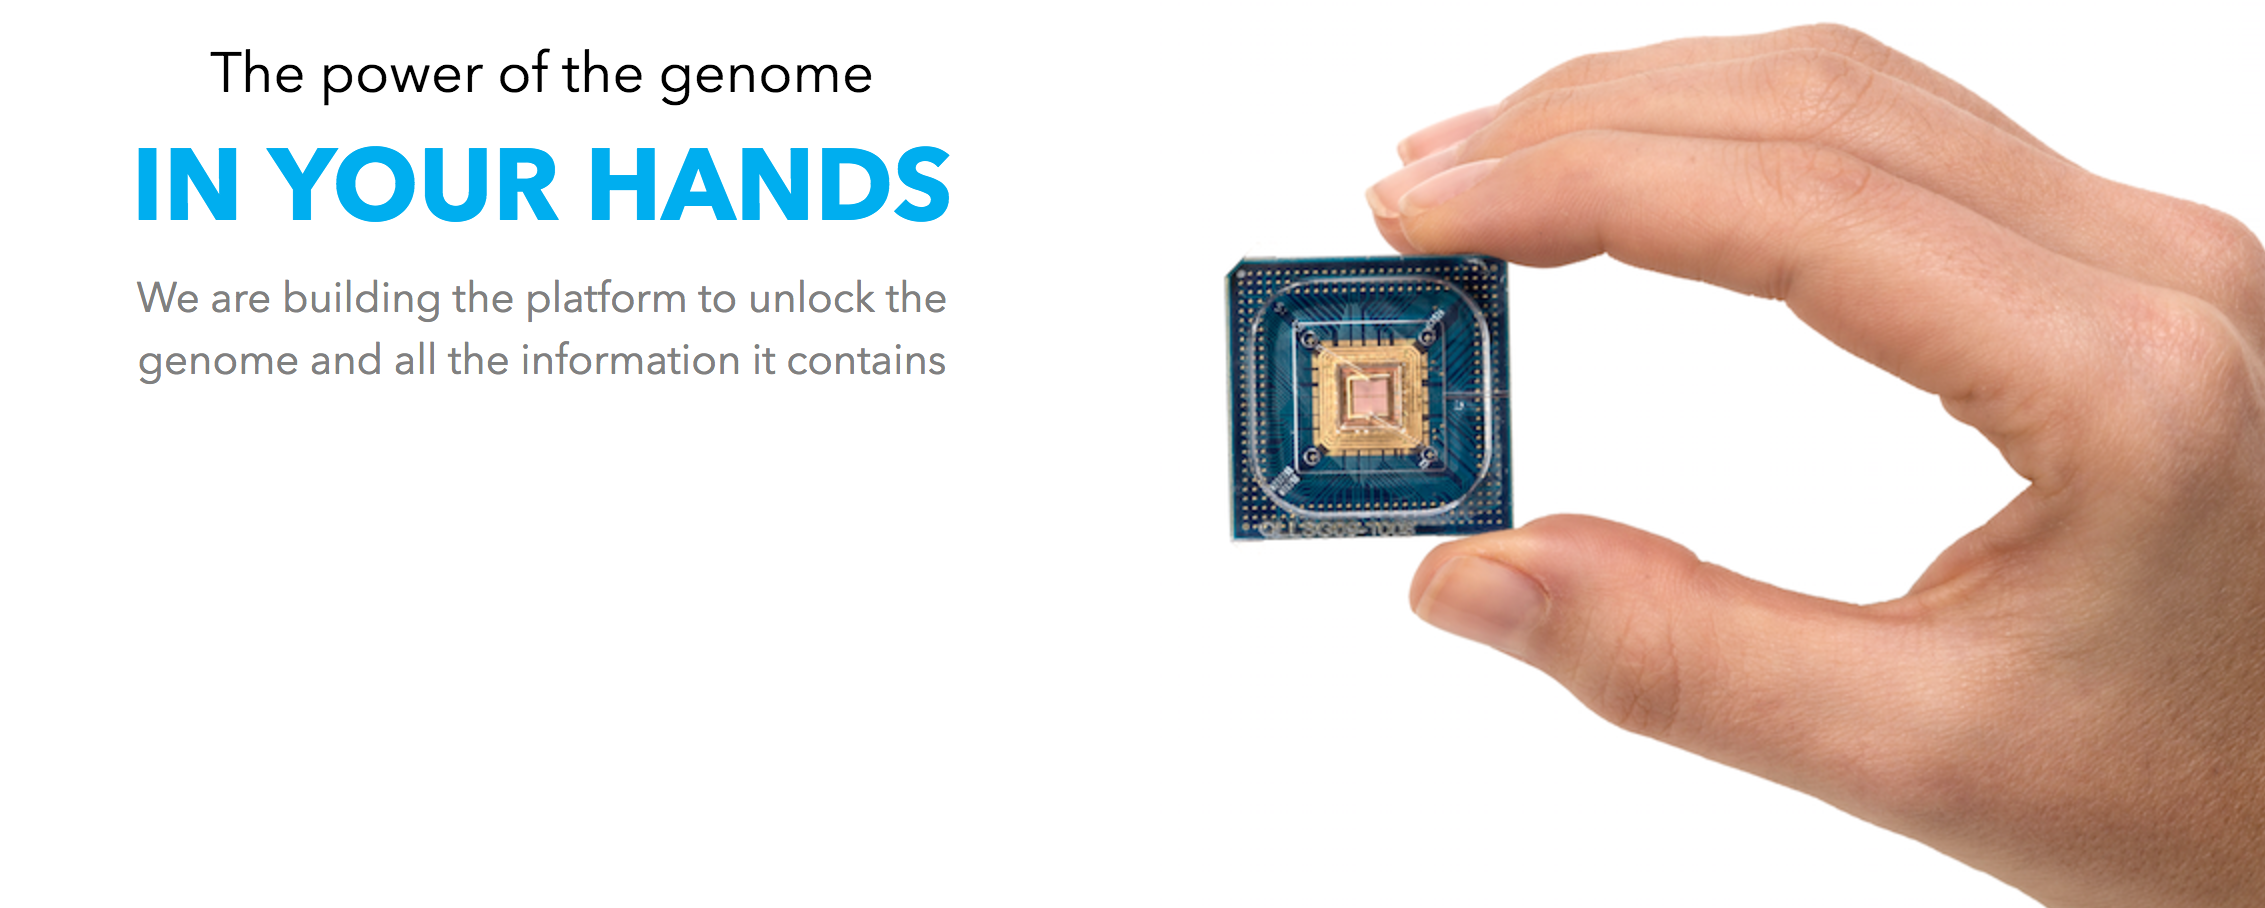 The power of the genome
IN YOUR HANDS
We are building the platform to unlock the
genome and all the information it contains